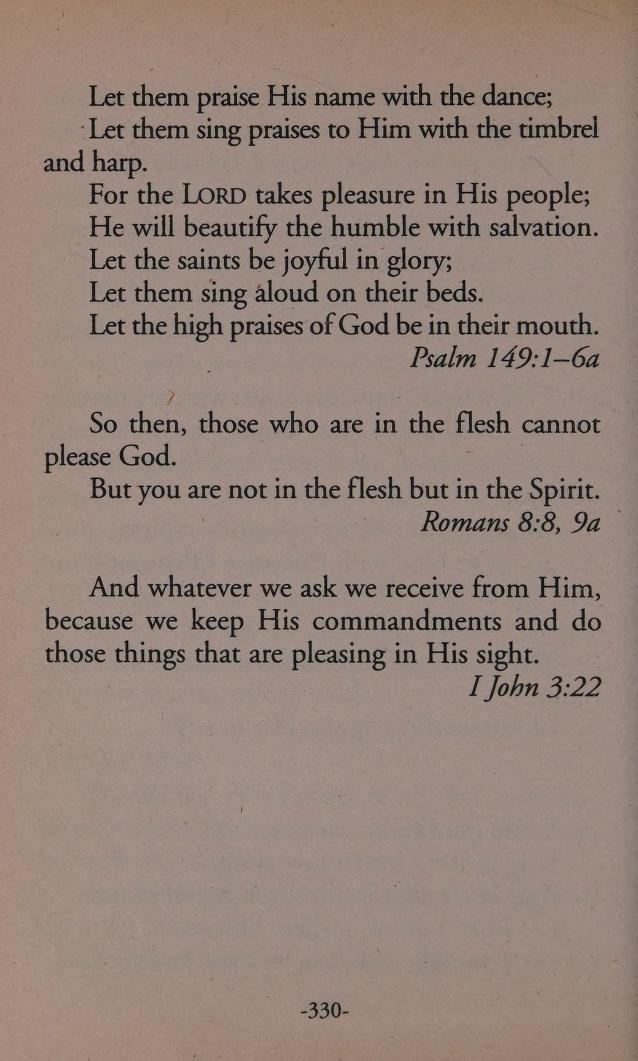 Let them praise His name with the dance;
Let them sing praises to Him with the timbrel
and harp.
For the LORD takes pleasure in His people;
He will beautify the humble with salvation.
Let the saints be joyful in glory;
Let them sing aloud on their beds.
Let the high praises of God be in their mouth.
Psalm 149:1–6a
So then, those who are in the flesh cannot
please God.
But you are not in the flesh but in the Spirit.
Romans 8:8, 9a
And whatever we ask we receive from Him,
because we keep His commandments and do
those things that are pleasing in His sight.
I John 3:22
-330-